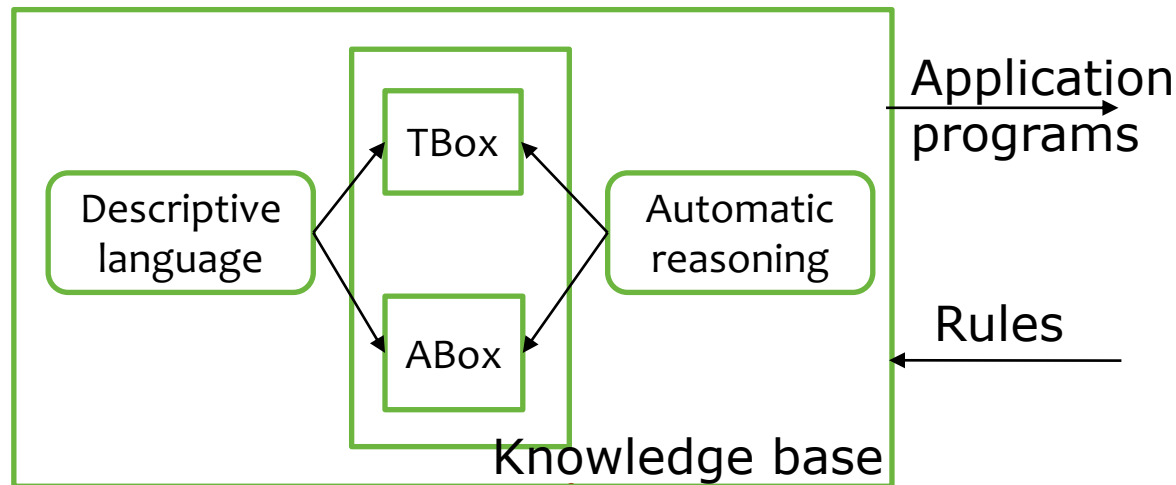 Application
programs
TBox
Descriptive
language
Automatic
reasoning
Rules
ABox
Knowledge base